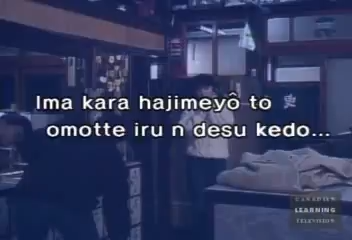 Ima kara hajimeyô to
omotte iru n desu kedo...
CANADIAN
LEARNING
TELEVISION